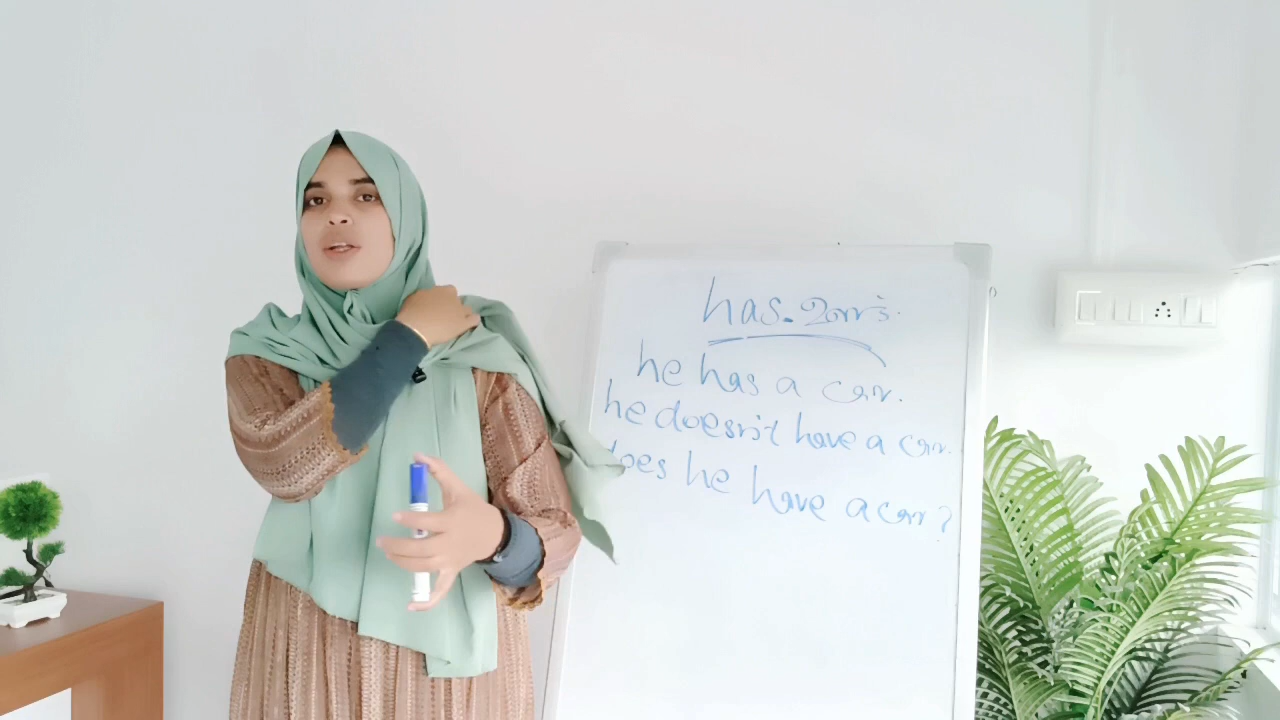 has - ഉണ്ട്.
he has a car.
he doesn't have a car.
does he have a car?